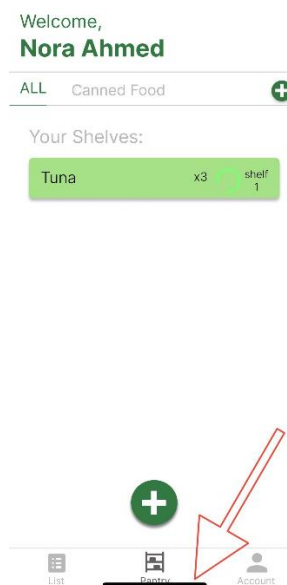 Welcome,
Nora Ahmed
ALL Canned Food
Your Shelves:
Tuna x3 shelf
1
List Pantry Account